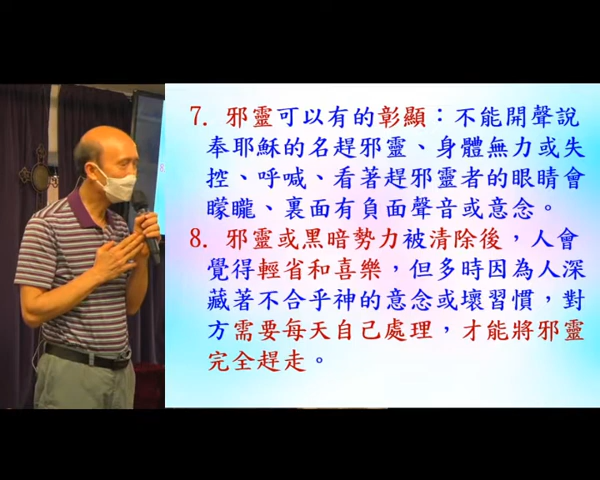 7. 邪靈可以有的彰顯：不能開聲說
奉耶穌的名趕邪靈、身體無力或失
控、呼喊、看著趕邪靈者的眼睛會
矇矓、裏面有負面聲音或意念。
8. 邪靈或黑暗勢力被清除後，人會
覺得輕省和喜樂，但多時因為人深
藏著不合乎神的意念或壞習慣，對
方需要每天自己處理，才能將邪靈
完全趕走。